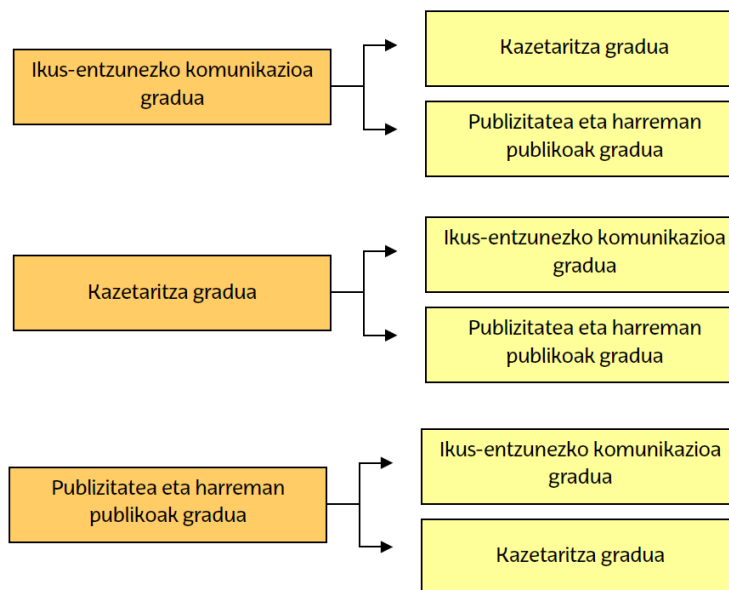 Ikus-entzunezko komunikazioa
gradua
Kazetaritza gradua
Publizitatea eta harreman
publikoak gradua
Kazetaritza gradua
Ikus-entzunezko komunikazioa
gradua
Publizitatea eta harreman
publikoak gradua
Publizitatea eta harreman
publikoak gradua
Ikus-entzunezko komunikazioa
gradua
Kazetaritza gradua